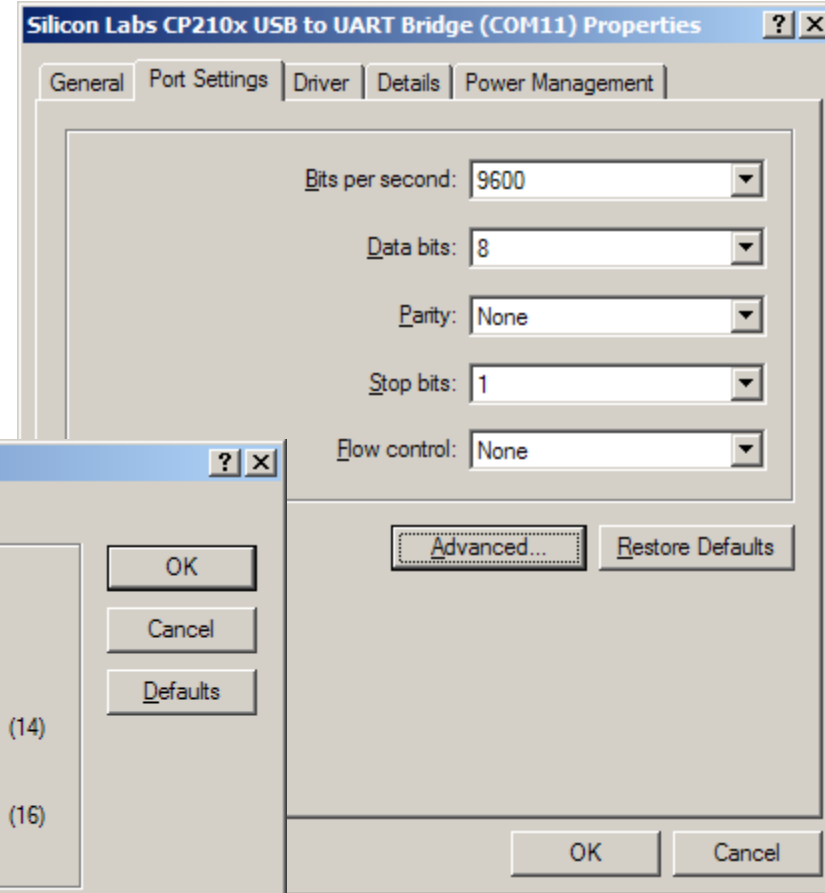 Silicon Labs CP210x USB to UART Bridge (COM11) Properties
General Port Settings Driver Details Power Management
Bits per second: 9600
Data bits: 8
Parity: None
Stop bits: 1
Flow control: None
Advanced... Restore Defaults
OK Cancel
OK
Cancel
Defaults
(14)
(16)